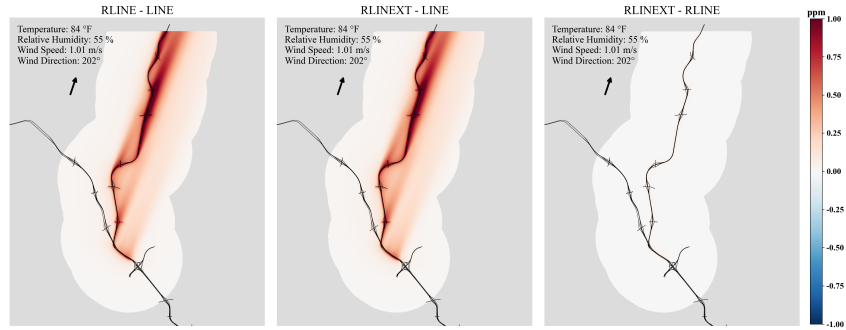 RLINE - LINE
Temperature: 84 °F
Relative Humidity: 55 %
Wind Speed: 1.01 m/s
Wind Direction: 202°
RLINEXT - LINE
Temperature: 84 °F
Relative Humidity: 55 %
Wind Speed: 1.01 m/s
Wind Direction: 202°
RLINEXT - RLINE
Temperature: 84 °F
Relative Humidity: 55 %
Wind Speed: 1.01 m/s
Wind Direction: 202°
ppm
1.00
0.75
0.50
0.25
0.00
-0.25
-0.50
-0.75
-1.00